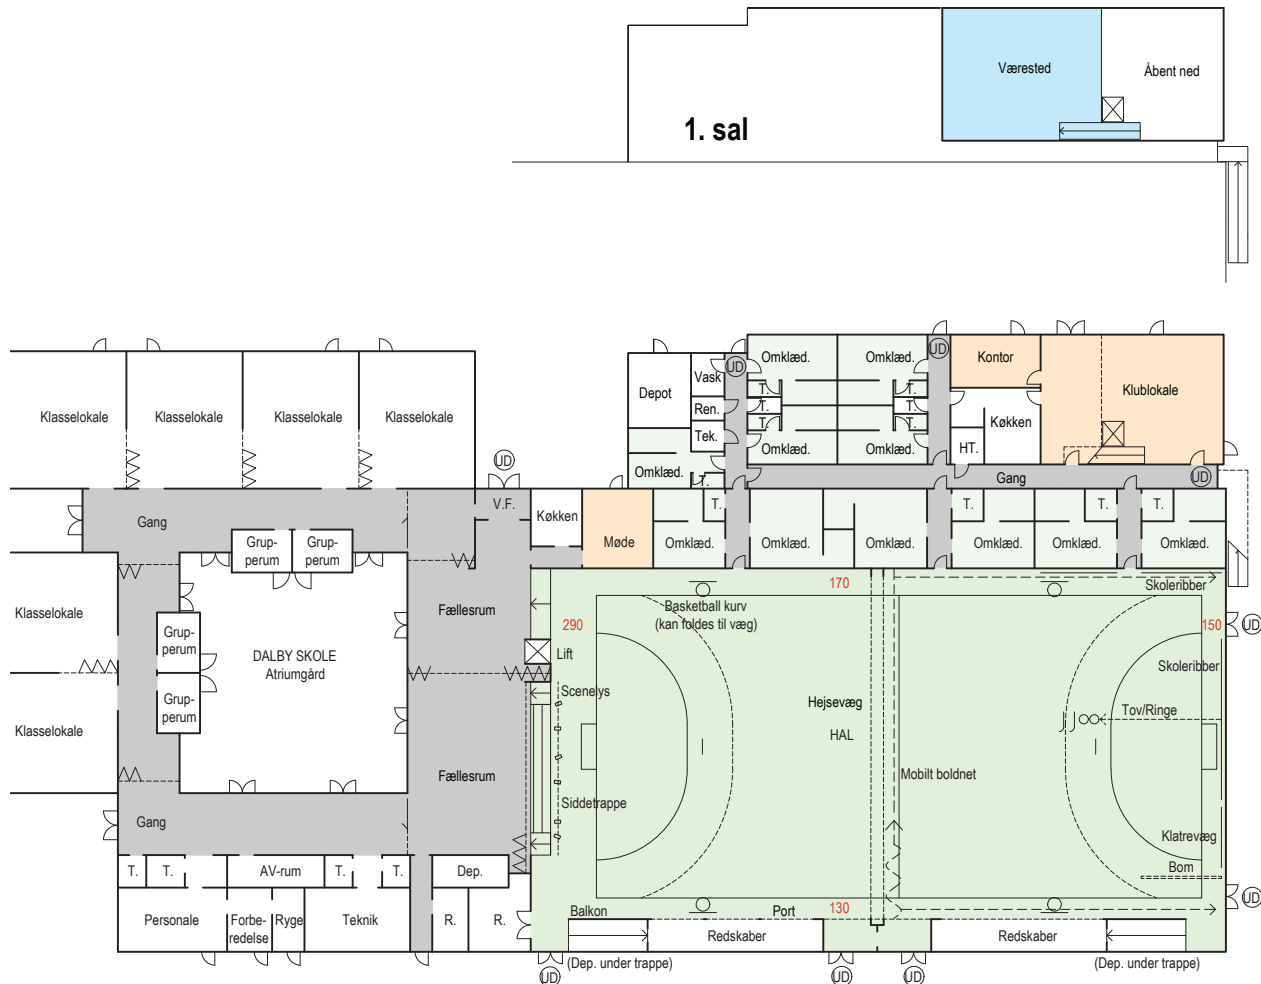 Værested
Åbent ned
1. sal
Klasselokale
Klasselokale
Klasselokale
Klasselokale
Depot
Vask
Ren.
Tek.
Omklæd.
T.
UD
Omklæd.
Omklæd.
T.
T.
T.
T.
T.
T.
Omklæd.
Omklæd.
UD
Kontor
Køkken
HT.
Klublokale
Gang
UD
UD
V.F.
Køkken
Møde
Omklæd.
T.
Omklæd.
Omklæd.
T.
Omklæd.
T.
Omklæd.
T.
Omklæd.
Gang
Grup-
perum
Grup-
perum
Klasselokale
Grup-
perum
Grup-
perum
Klasselokale
DALBY SKOLE
Atriumgård
Fællesrum
Fællesrum
Gang
290
Lift
Scenelys
Siddetrappe
Basketball kurv
(kan foldes til væg)
170
Hejsevæg
HAL
Mobilt boldnet
Skoleribber
150
UD
Skoleribber
Tov/Ringe
Klatrevæg
Bom
UD
T.
T.
AV-rum
T.
T.
Dep.
Personale
Forbe-
redelse
Ryge
Teknik
R.
R.
Balkon
Port
130
Redskaber
Redskaber
(Dep. under trappe)
(Dep. under trappe)
UD
UD
UD